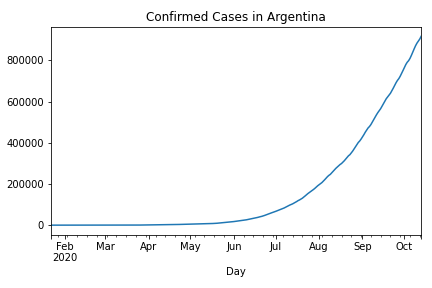 Confirmed Cases in Argentina
800000
600000
400000
200000
0
Feb Mar Apr May Jun Jul Aug Sep Oct
2020
Day